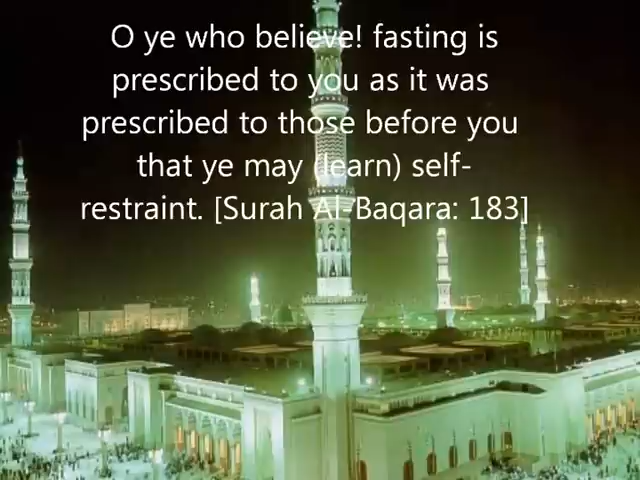 O ye who believe! fasting is
prescribed to you as it was
prescribed to those before you
that ye may (learn) self-
restraint. [Surah Al-Baqara: 183]